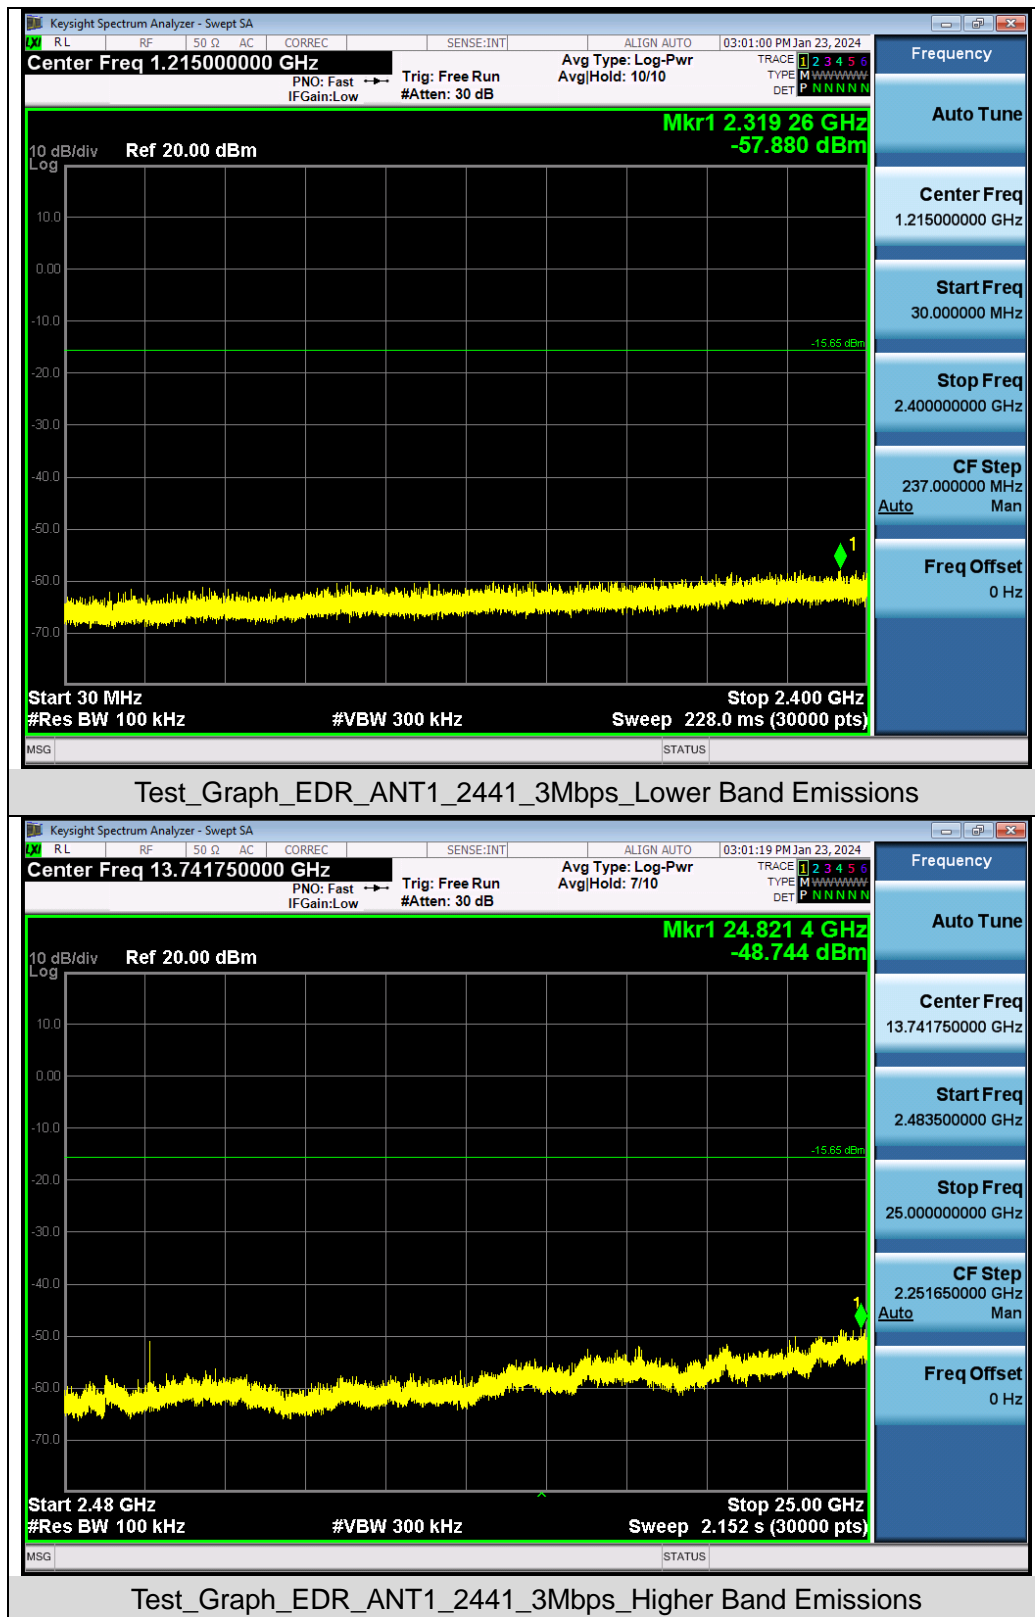 Keysight Spectrum Analyzer - Swept SA
LXI RL RF 50 Ω AC CORREC SENSE:INT ALIGN AUTO 03:01:00 PM Jan 23, 2024
Center Freq 1.215000000 GHz
PNO: Fast
IFGain:Low
Trig: Free Run
#Atten: 30 dB
Avg Type: Log-Pwr
Avg|Hold: 10/10
TRACE 1 2 3 4 5 6
TYPE M WWWWW
DET P N N N N N
Mkr1 2.319 26 GHz
-57.880 dBm
10 dB/div Ref 20.00 dBm
Log
10.0
0.00
-10.0
-15.65 dBm
-20.0
-30.0
-40.0
-50.0
1
-60.0
-70.0
Start 30 MHz Stop 2.400 GHz
#Res BW 100 kHz #VBW 300 kHz Sweep 228.0 ms (30000 pts)
MSG STATUS
Frequency
Auto Tune
Center Freq
1.215000000 GHz
Start Freq
30.000000 MHz
Stop Freq
2.400000000 GHz
CF Step
237.000000 MHz
Auto Man
Freq Offset
0 Hz
Test_Graph_EDR_ANT1_2441_3Mbps_Lower Band Emissions
Keysight Spectrum Analyzer - Swept SA
LXI RL RF 50 Ω AC CORREC SENSE:INT ALIGN AUTO 03:01:19 PM Jan 23, 2024
Center Freq 13.741750000 GHz
PNO: Fast
IFGain:Low
Trig: Free Run
#Atten: 30 dB
Avg Type: Log-Pwr
Avg|Hold: 7/10
TRACE 1 2 3 4 5 6
TYPE M WWWWW
DET P N N N N N
Mkr1 24.821 4 GHz
-48.744 dBm
10 dB/div Ref 20.00 dBm
Log
10.0
0.00
-10.0
-15.65 dBm
-20.0
-30.0
-40.0
1
-50.0
-60.0
-70.0
Start 2.48 GHz Stop 25.00 GHz
#Res BW 100 kHz #VBW 300 kHz Sweep 2.152 s (30000 pts)
MSG STATUS
Frequency
Auto Tune
Center Freq
13.741750000 GHz
Start Freq
2.483500000 GHz
Stop Freq
25.000000000 GHz
CF Step
2.251650000 GHz
Auto Man
Freq Offset
0 Hz
Test_Graph_EDR_ANT1_2441_3Mbps_Higher Band Emissions